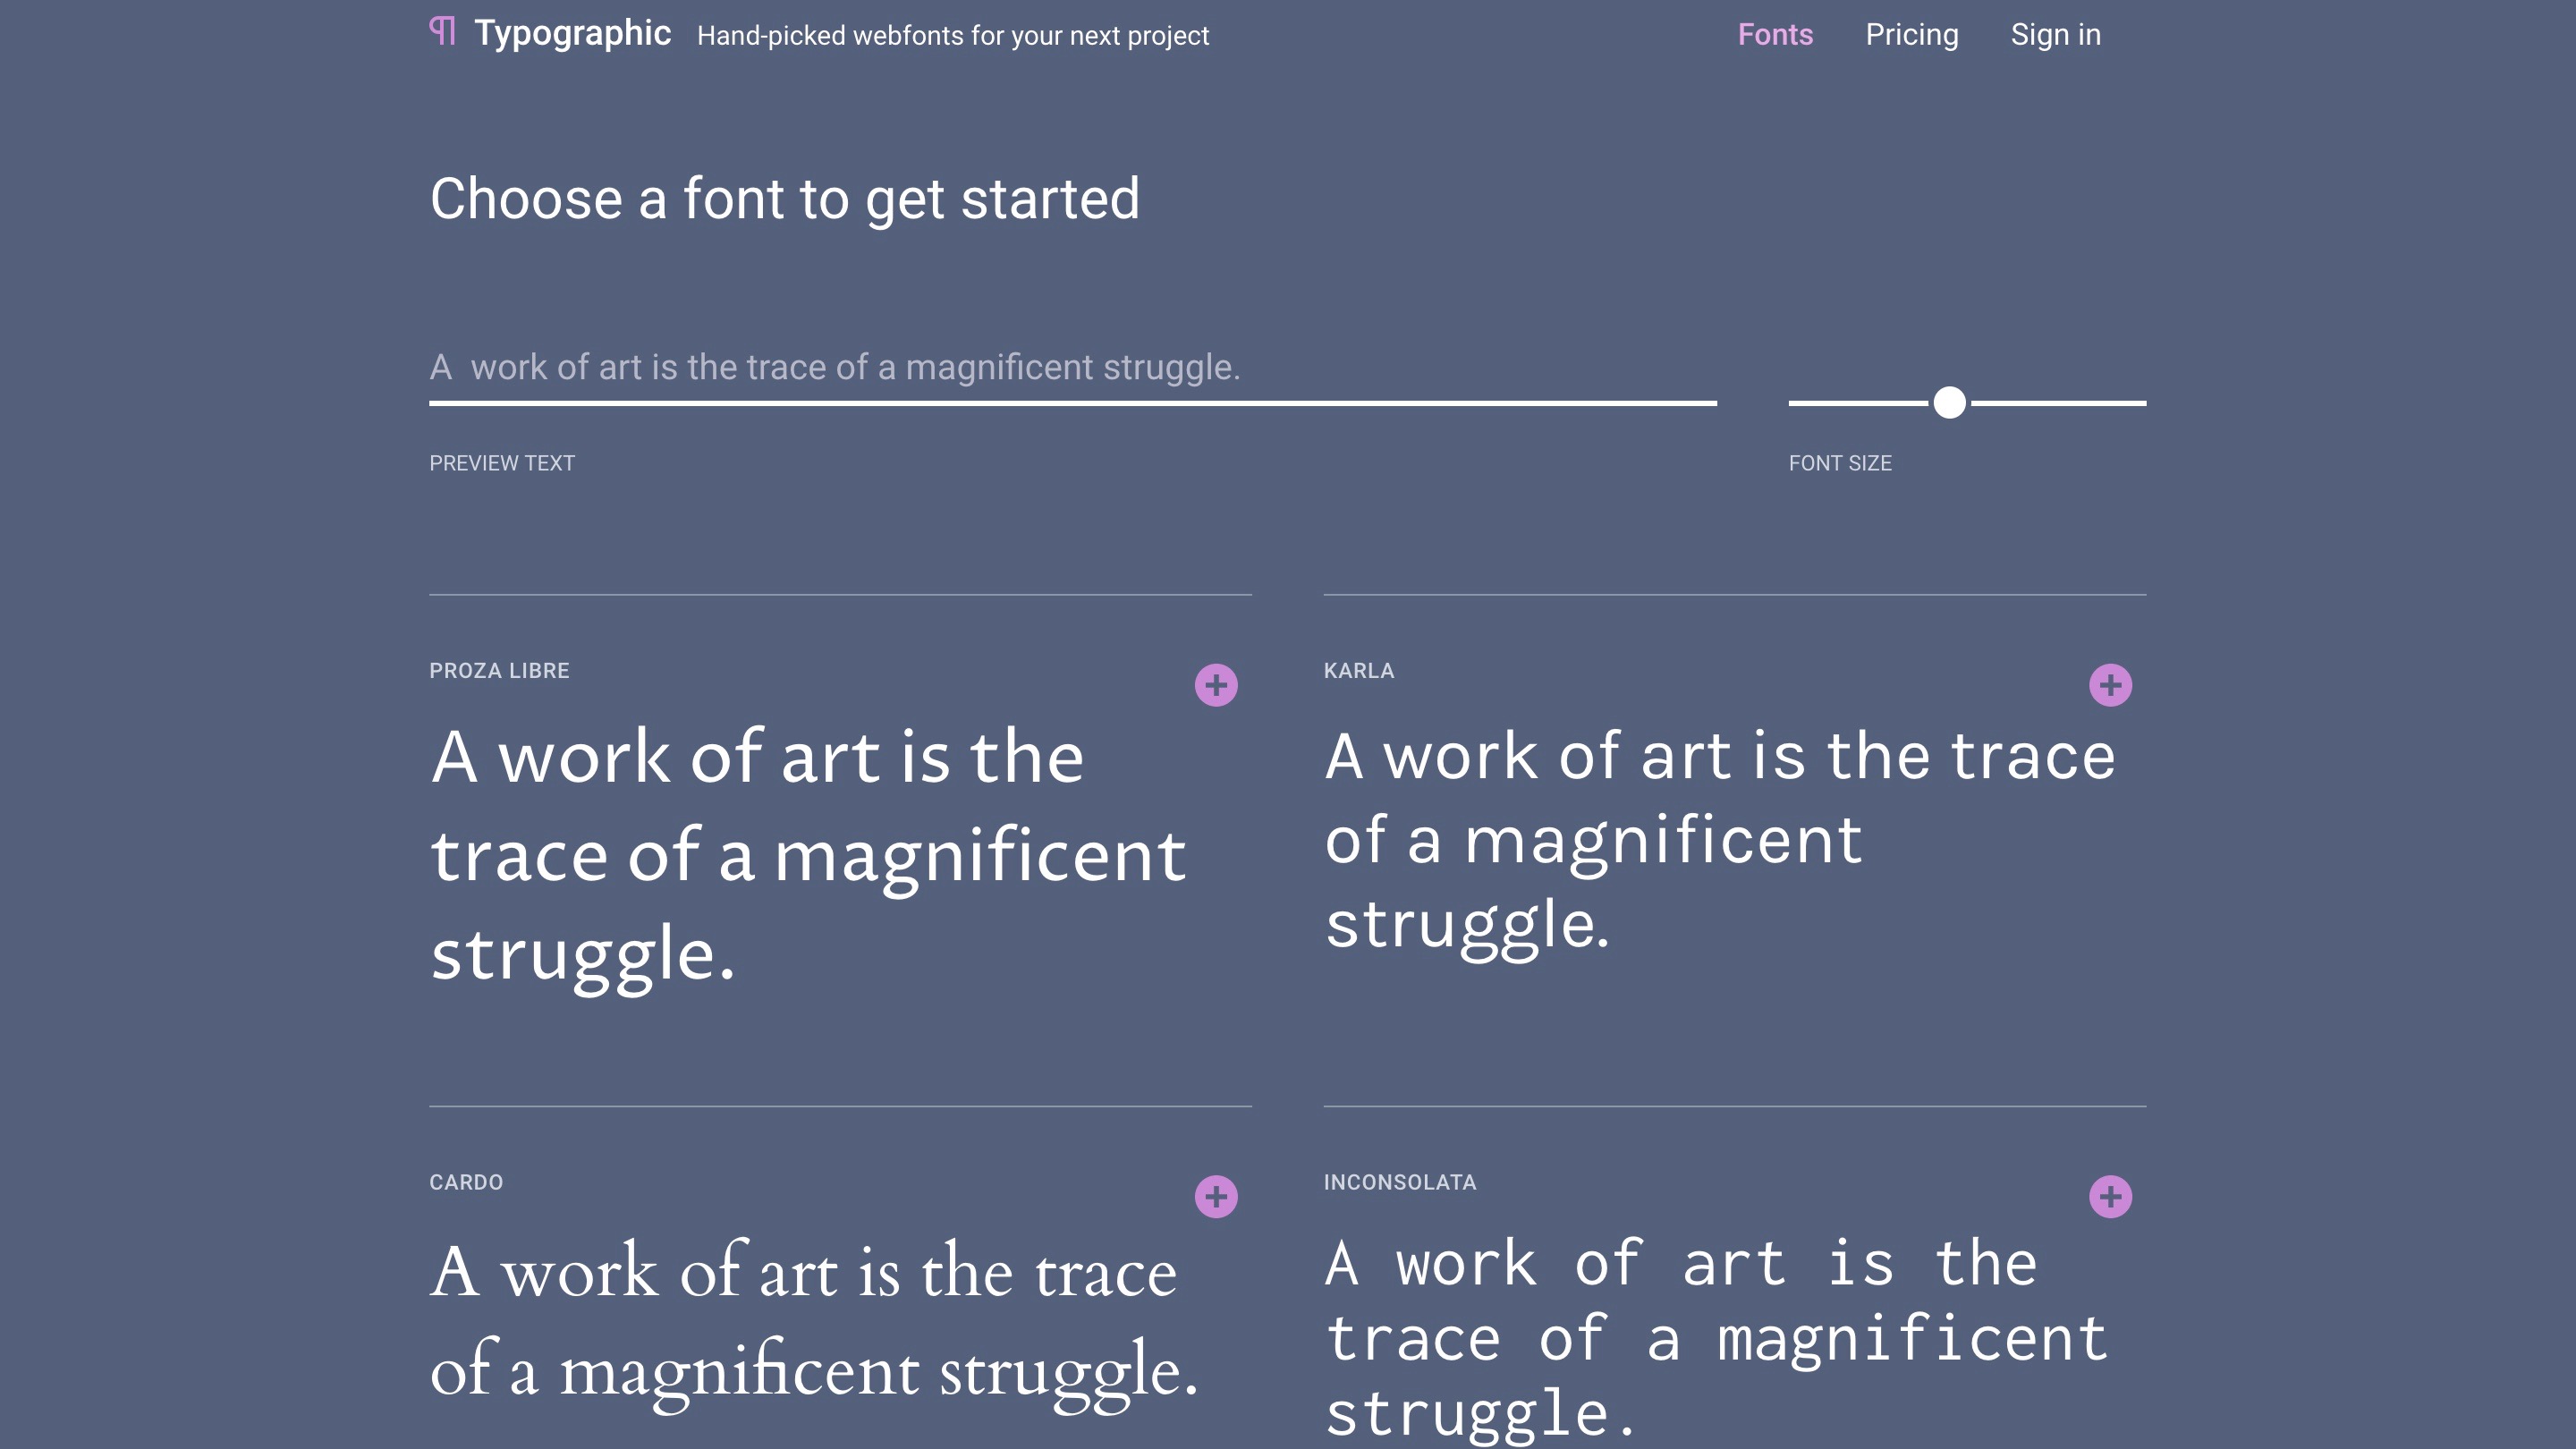 ¶ Typographic Hand-picked webfonts for your next project Fonts Pricing Sign in
Choose a font to get started
A  work of art is the trace of a magnificent struggle.
PREVIEW TEXT FONT SIZE
PROZA LIBRE
A work of art is the
trace of a magnificent
struggle.
KARLA
A work of art is the trace
of a magnificent
struggle.
CARDO
A work of art is the trace
of a magnificent struggle.
INCONSOLATA
A work of art is the
trace of a magnificent
struggle.